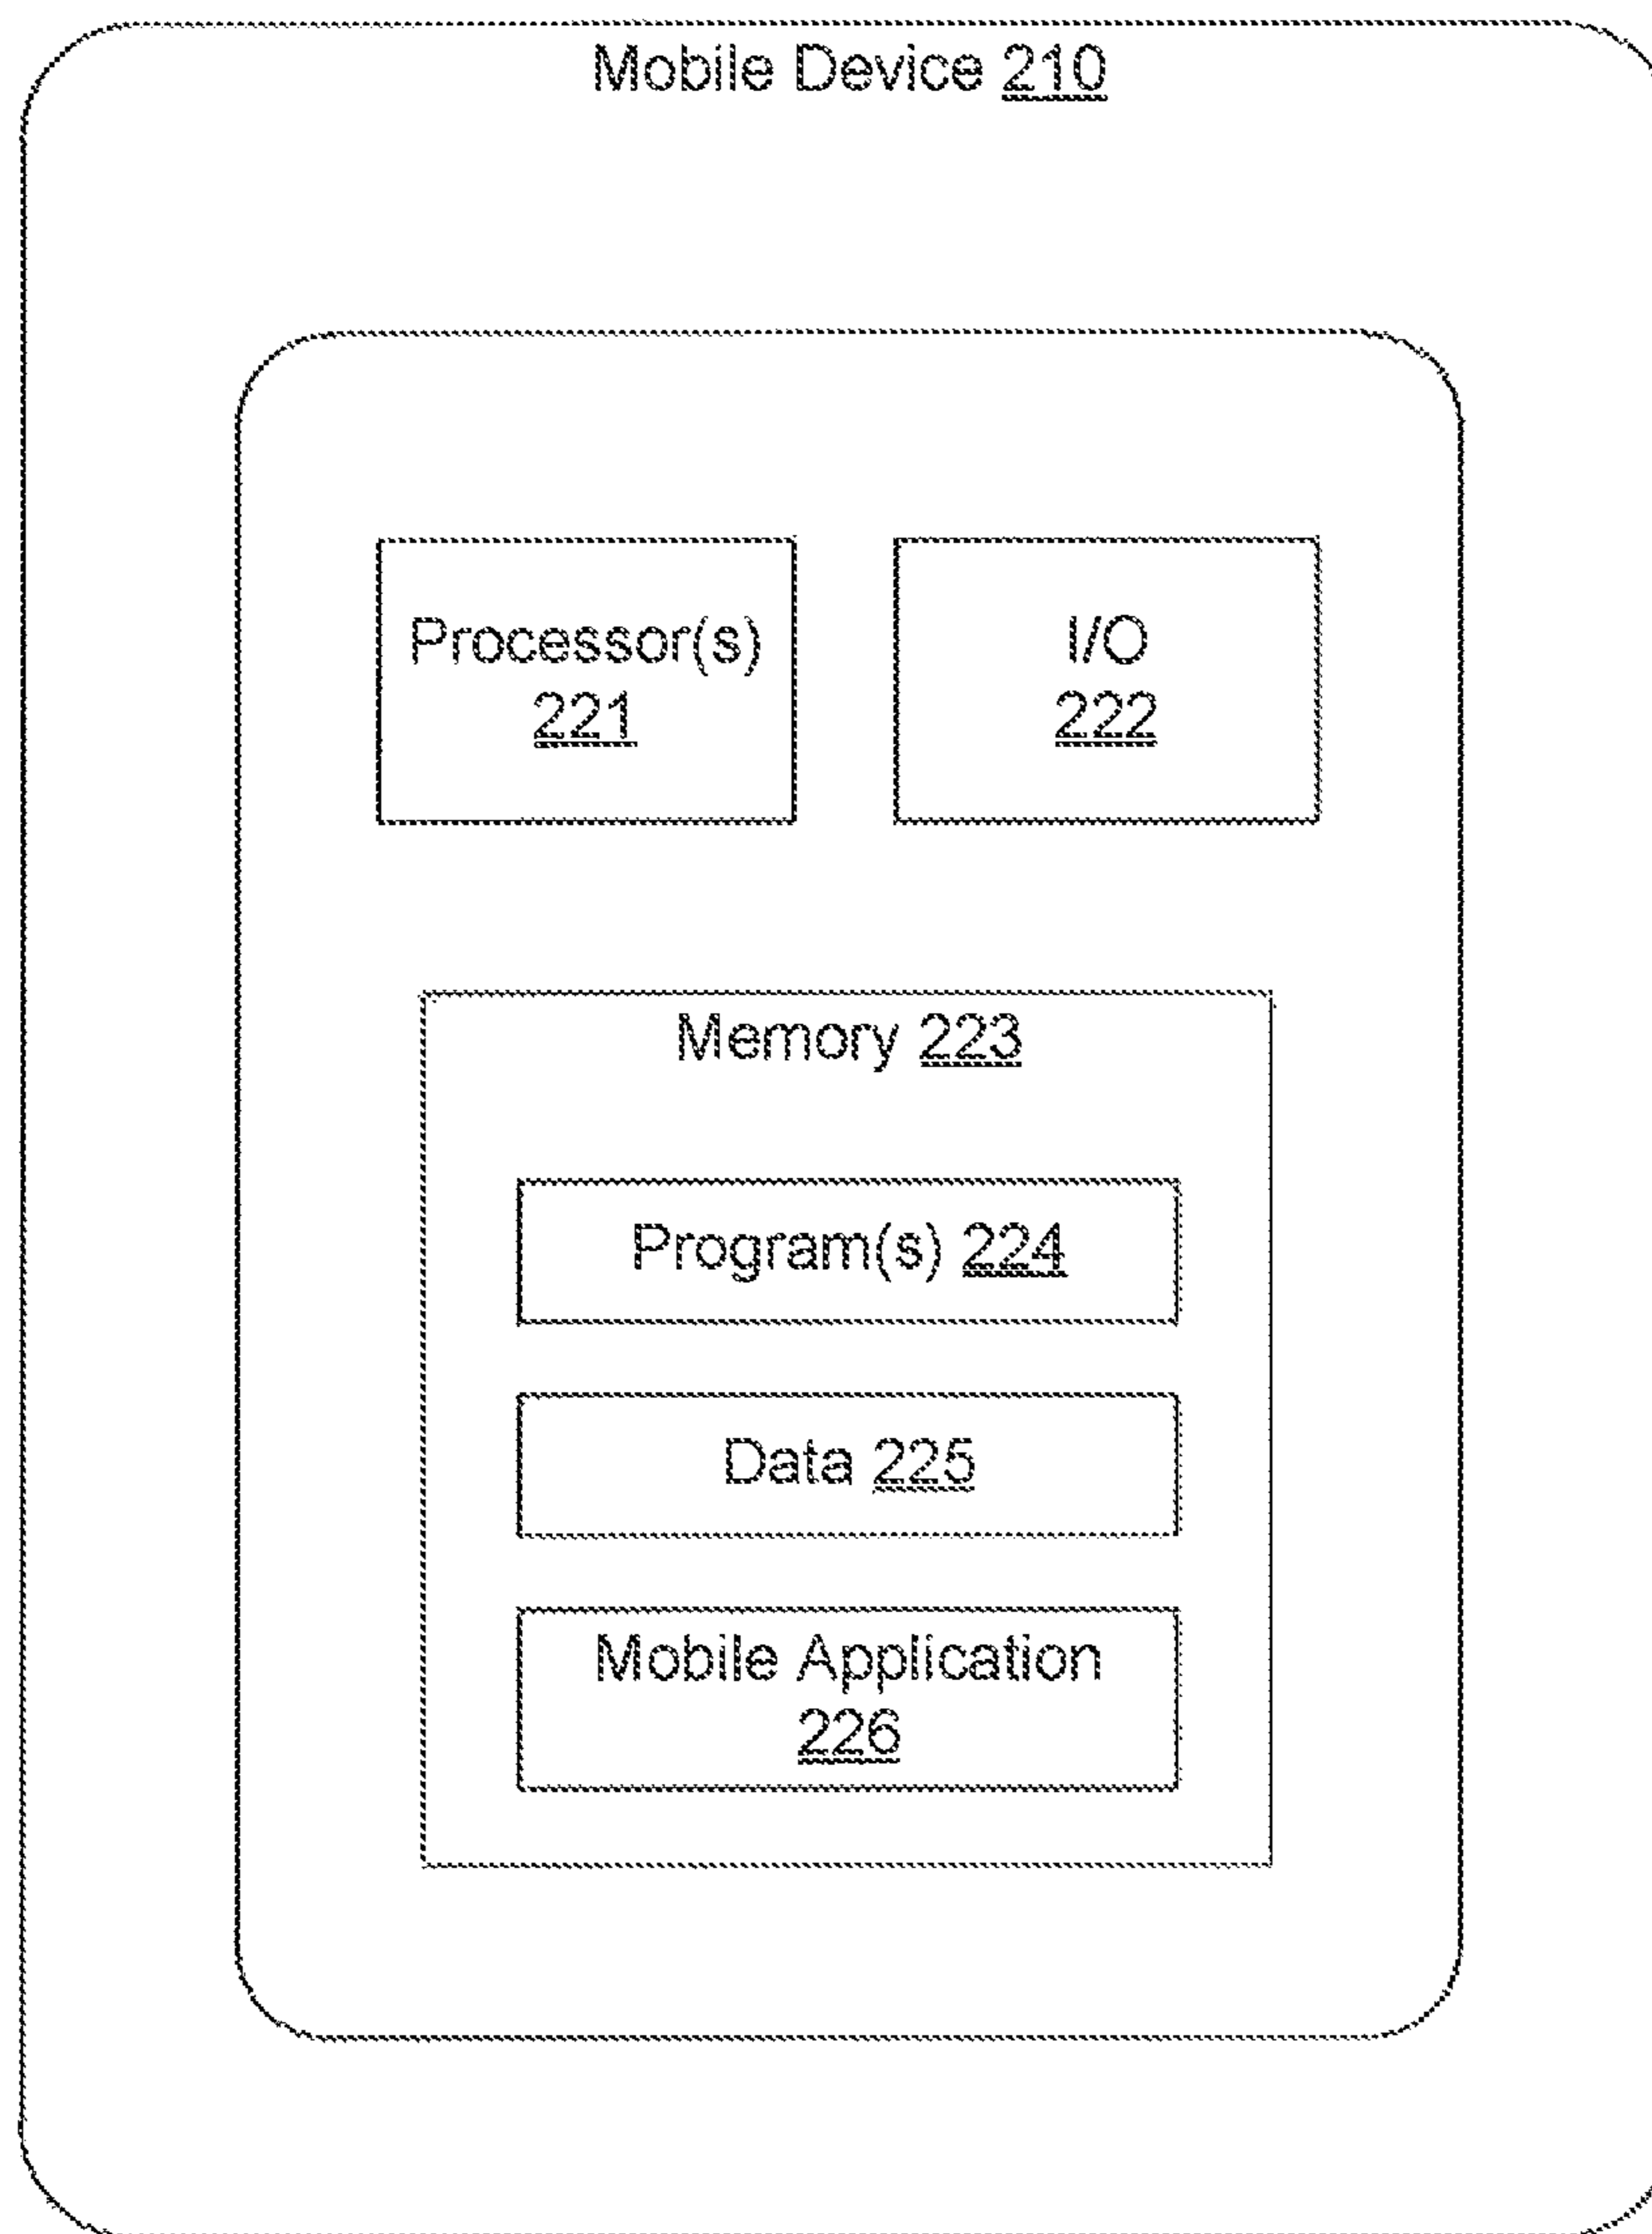 Mobile Device 210
Processor(s)
221
I/O
222
Memory 223
Program(s) 224
Data 225
Mobile Application
226